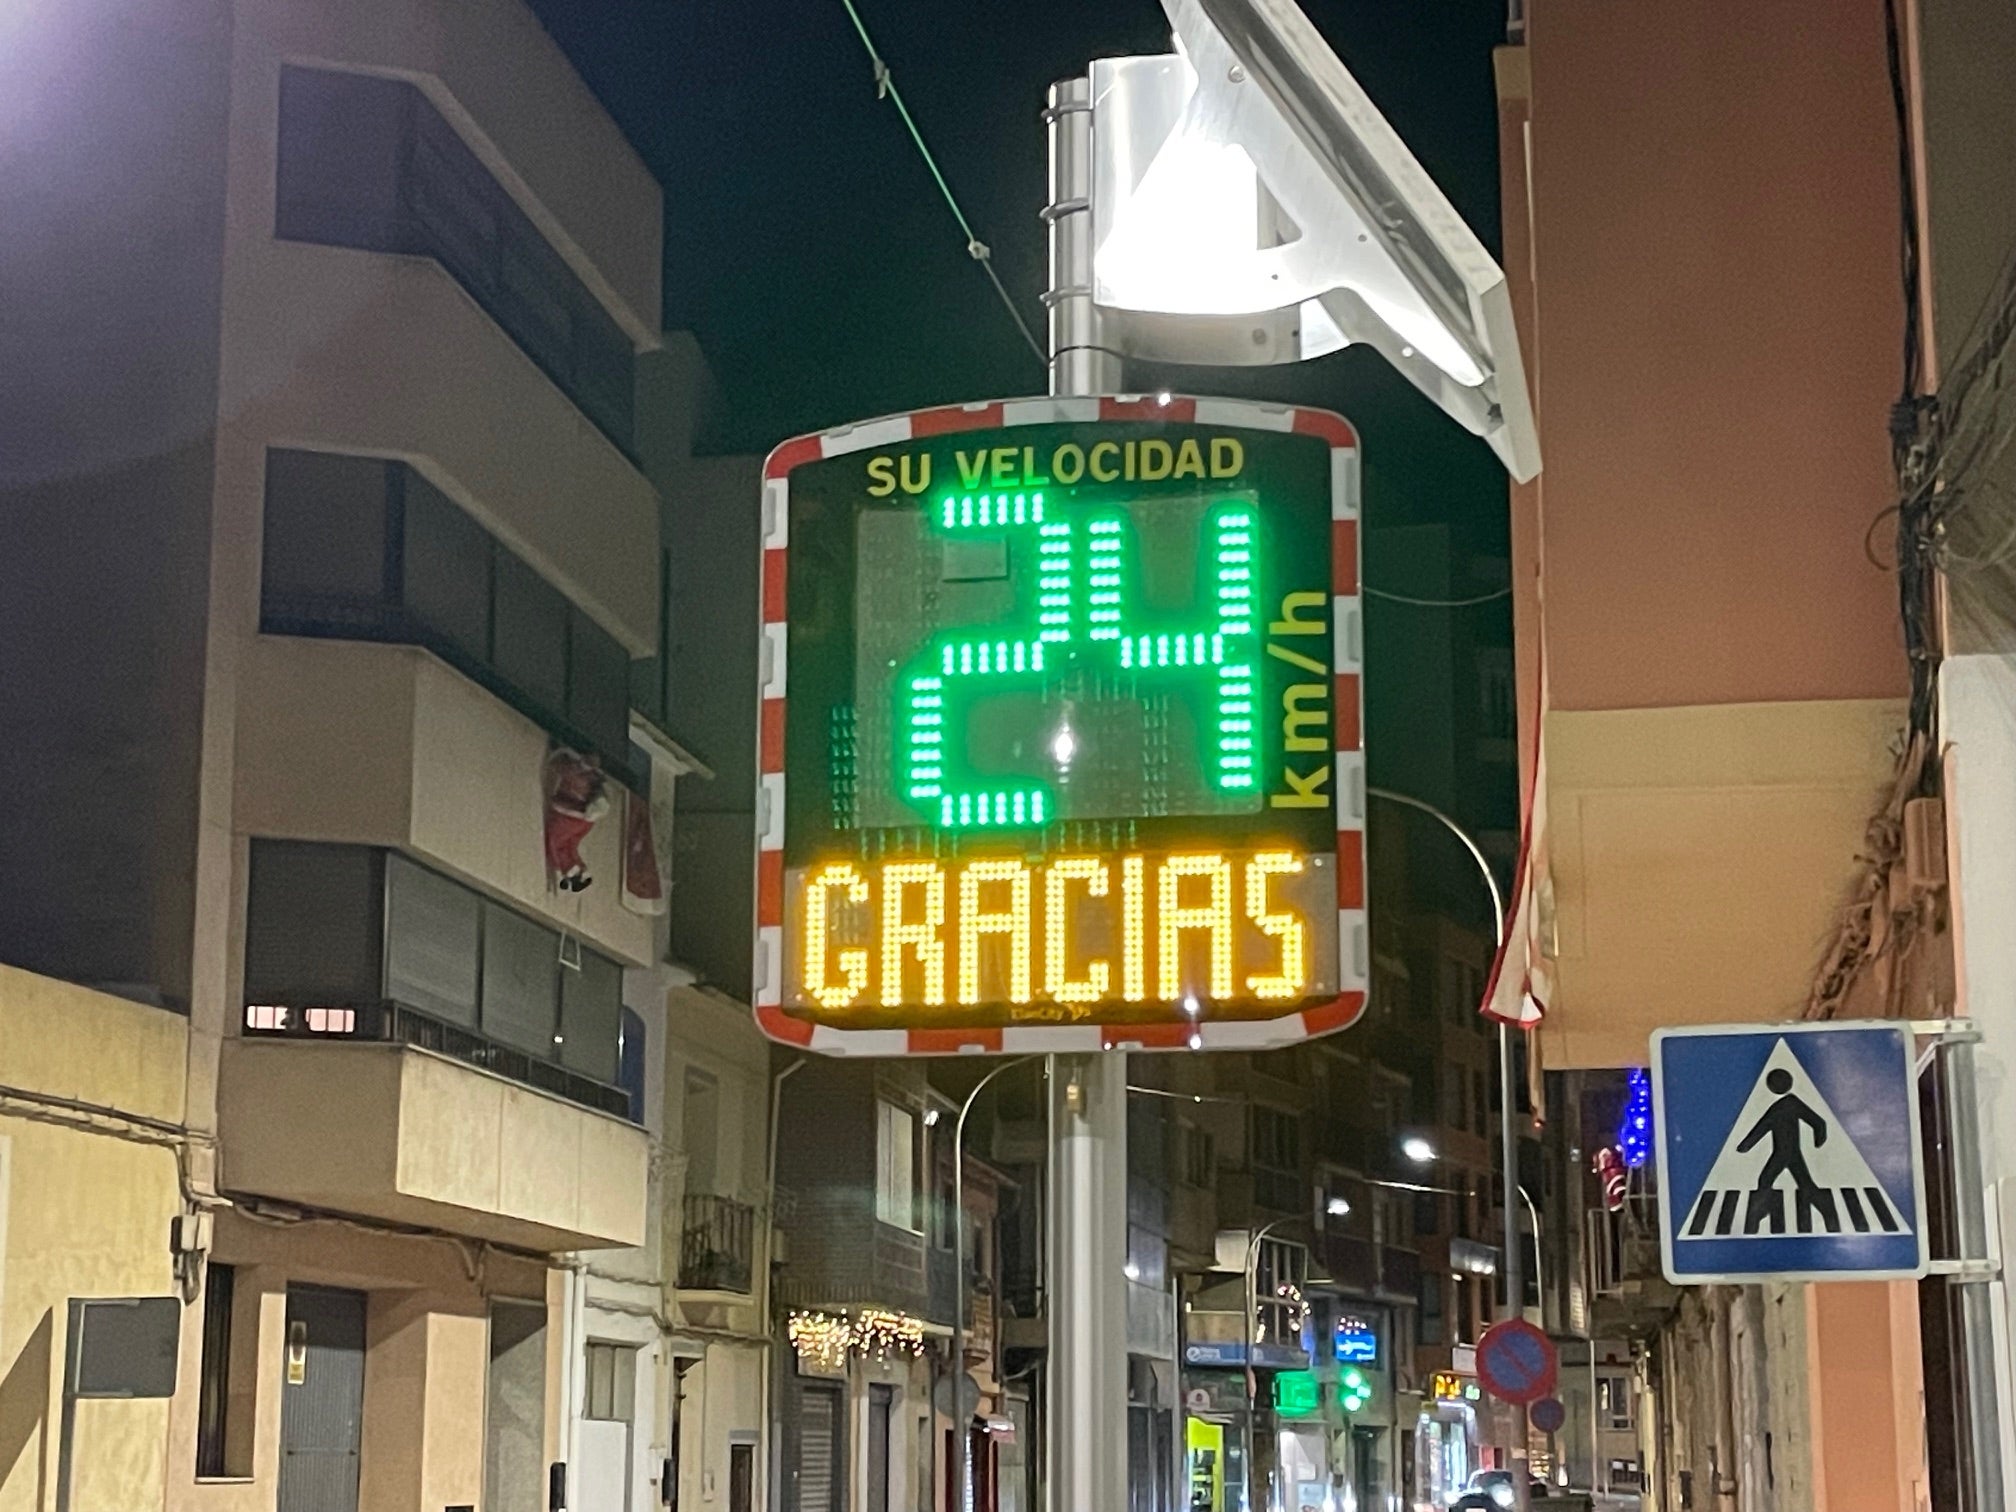 SU VELOCIDAD
24
km/h
GRACIAS